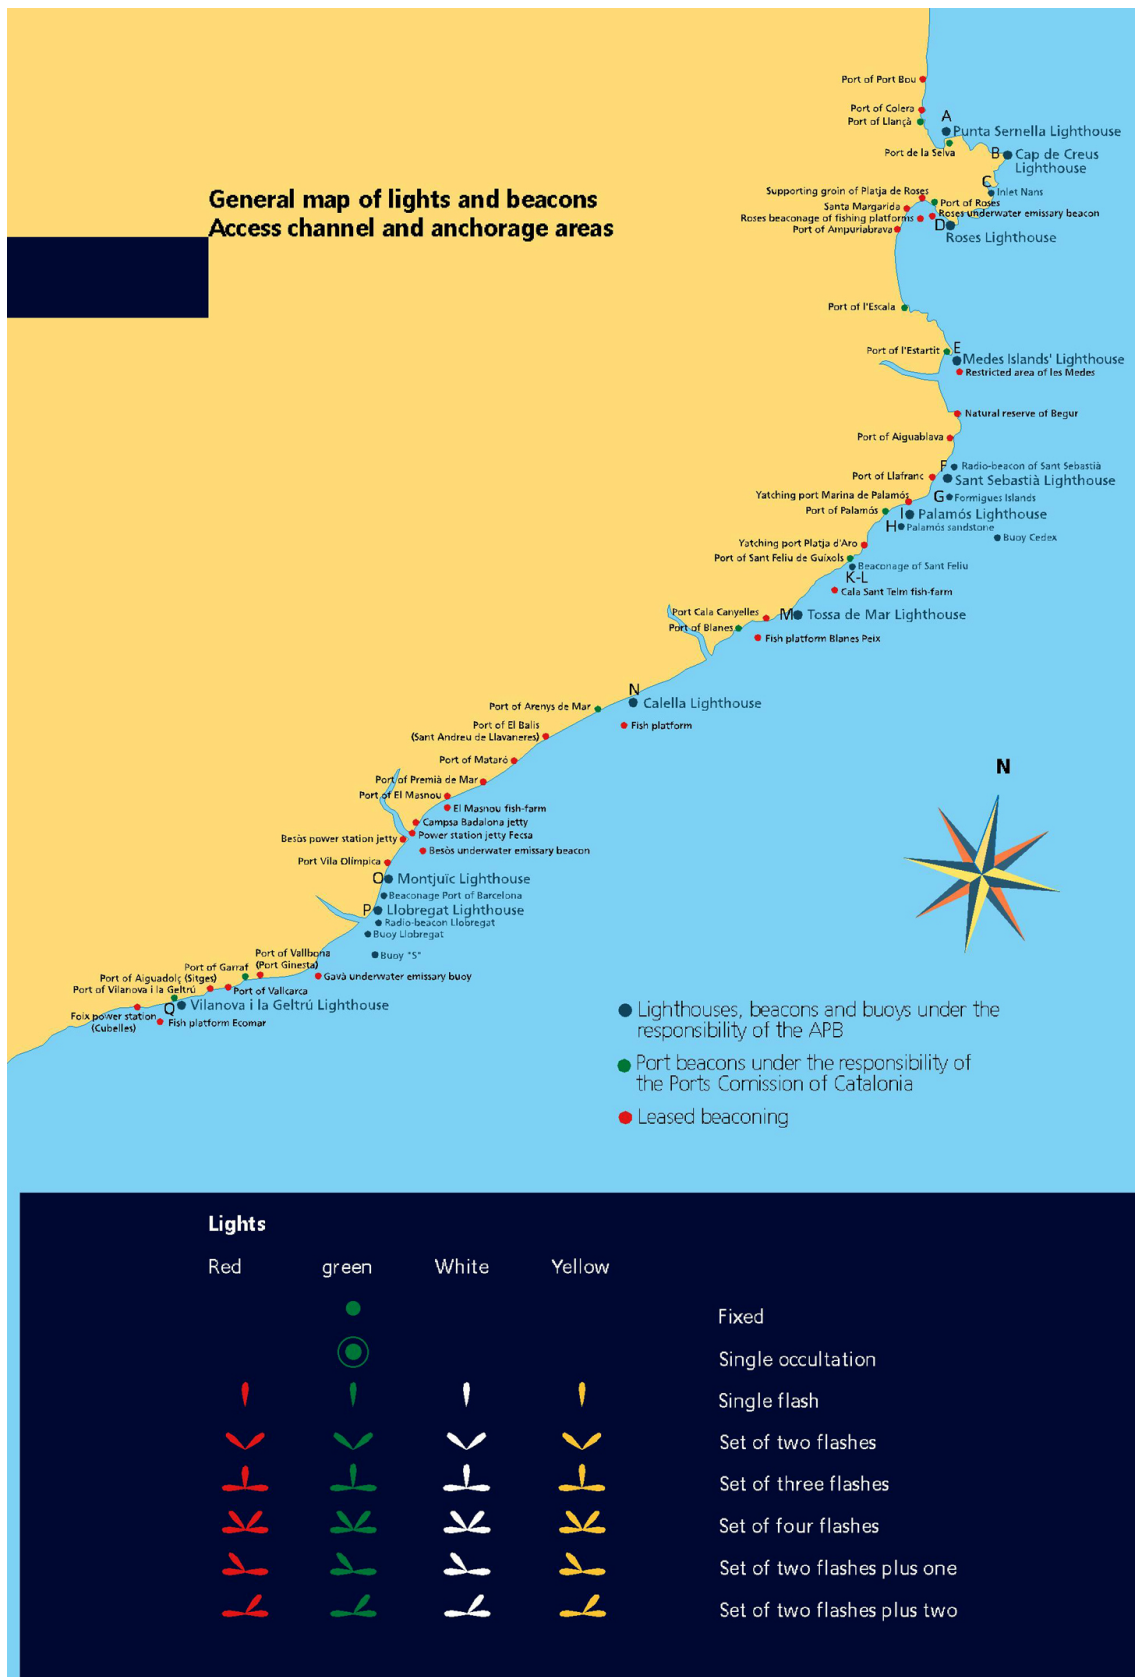 Port of Port Bou
Port of Colera
A
Port of Llançà
Punta Sernella Lighthouse
Port de la Selva
B
Cap de Creus
Lighthouse
C
Supporting groin of Platja de Roses
Inlet Nans
General map of lights and beacons
Access channel and anchorage areas
Port of Roses
Santa Margarida
Roses underwater emissary beacon
Roses beaconage of fishing platforms
D
Port of Ampuriabrava
Roses Lighthouse
Port of l'Escala
Port of l'Estartit
E
Medes Islands' Lighthouse
Restricted area of les Medes
Natural reserve of Begur
Port of Aiguablava
F
Radio-beacon of Sant Sebastià
Port of Llafranc
Sant Sebastià Lighthouse
Yatching port Marina de Palamós
G
Formigues Islands
Port of Palamós
I
Palamós Lighthouse
H
Palamós sandstone
Buoy Cedex
Yatching port Platja d'Aro
Port of Sant Feliu de Guíxols
Beaconage of Sant Feliu
K-L
Cala Sant Telm fish-farm
Port Cala Canyelles
M
Tossa de Mar Lighthouse
Port of Blanes
Fish platform Blanes Peix
N
Calella Lighthouse
Port of Arenys de Mar
Fish platform
Port of El Balis
(Sant Andreu de Llavaneres)
Port of Mataró
N
Port of Premià de Mar
Port of El Masnou
El Masnou fish-farm
Campsa Badalona jetty
Power station jetty Fecsa
Besòs power station jetty
Besòs underwater emissary beacon
Port Vila Olímpica
O
Montjuïc Lighthouse
Beaconage Port of Barcelona
P
Llobregat Lighthouse
Radio-beacon Llobregat
Buoy Llobregat
Buoy "S"
Port of Vallbona
(Port Ginesta)
Port of Garraf
Gavà underwater emissary buoy
Port of Aiguadolç (Sitges)
Port of Vilanova i la Geltrú
Port of Vallcarca
Q
Vilanova i la Geltrú Lighthouse
Foix power station
(Cubelles)
Fish platform Ecomar
Lighthouses, beacons and buoys under the
responsibility of the APB
Port beacons under the responsibility of
the Ports Comission of Catalonia
Leased beaconing
Lights
Red green White Yellow
Fixed
Single occultation
Single flash
Set of two flashes
Set of three flashes
Set of four flashes
Set of two flashes plus one
Set of two flashes plus two